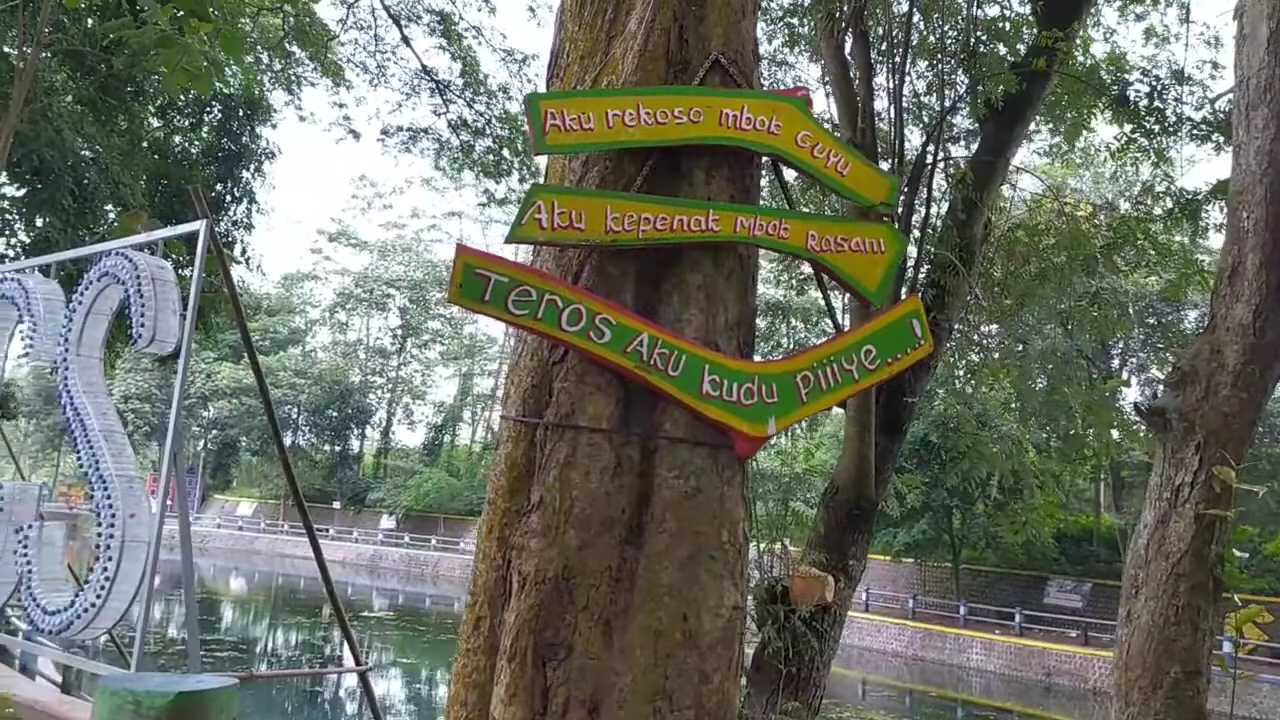 Aku rekoso mbok GUYU
Aku kepenak mbok Rasani
Teros Aku kudu piiiye....!
S